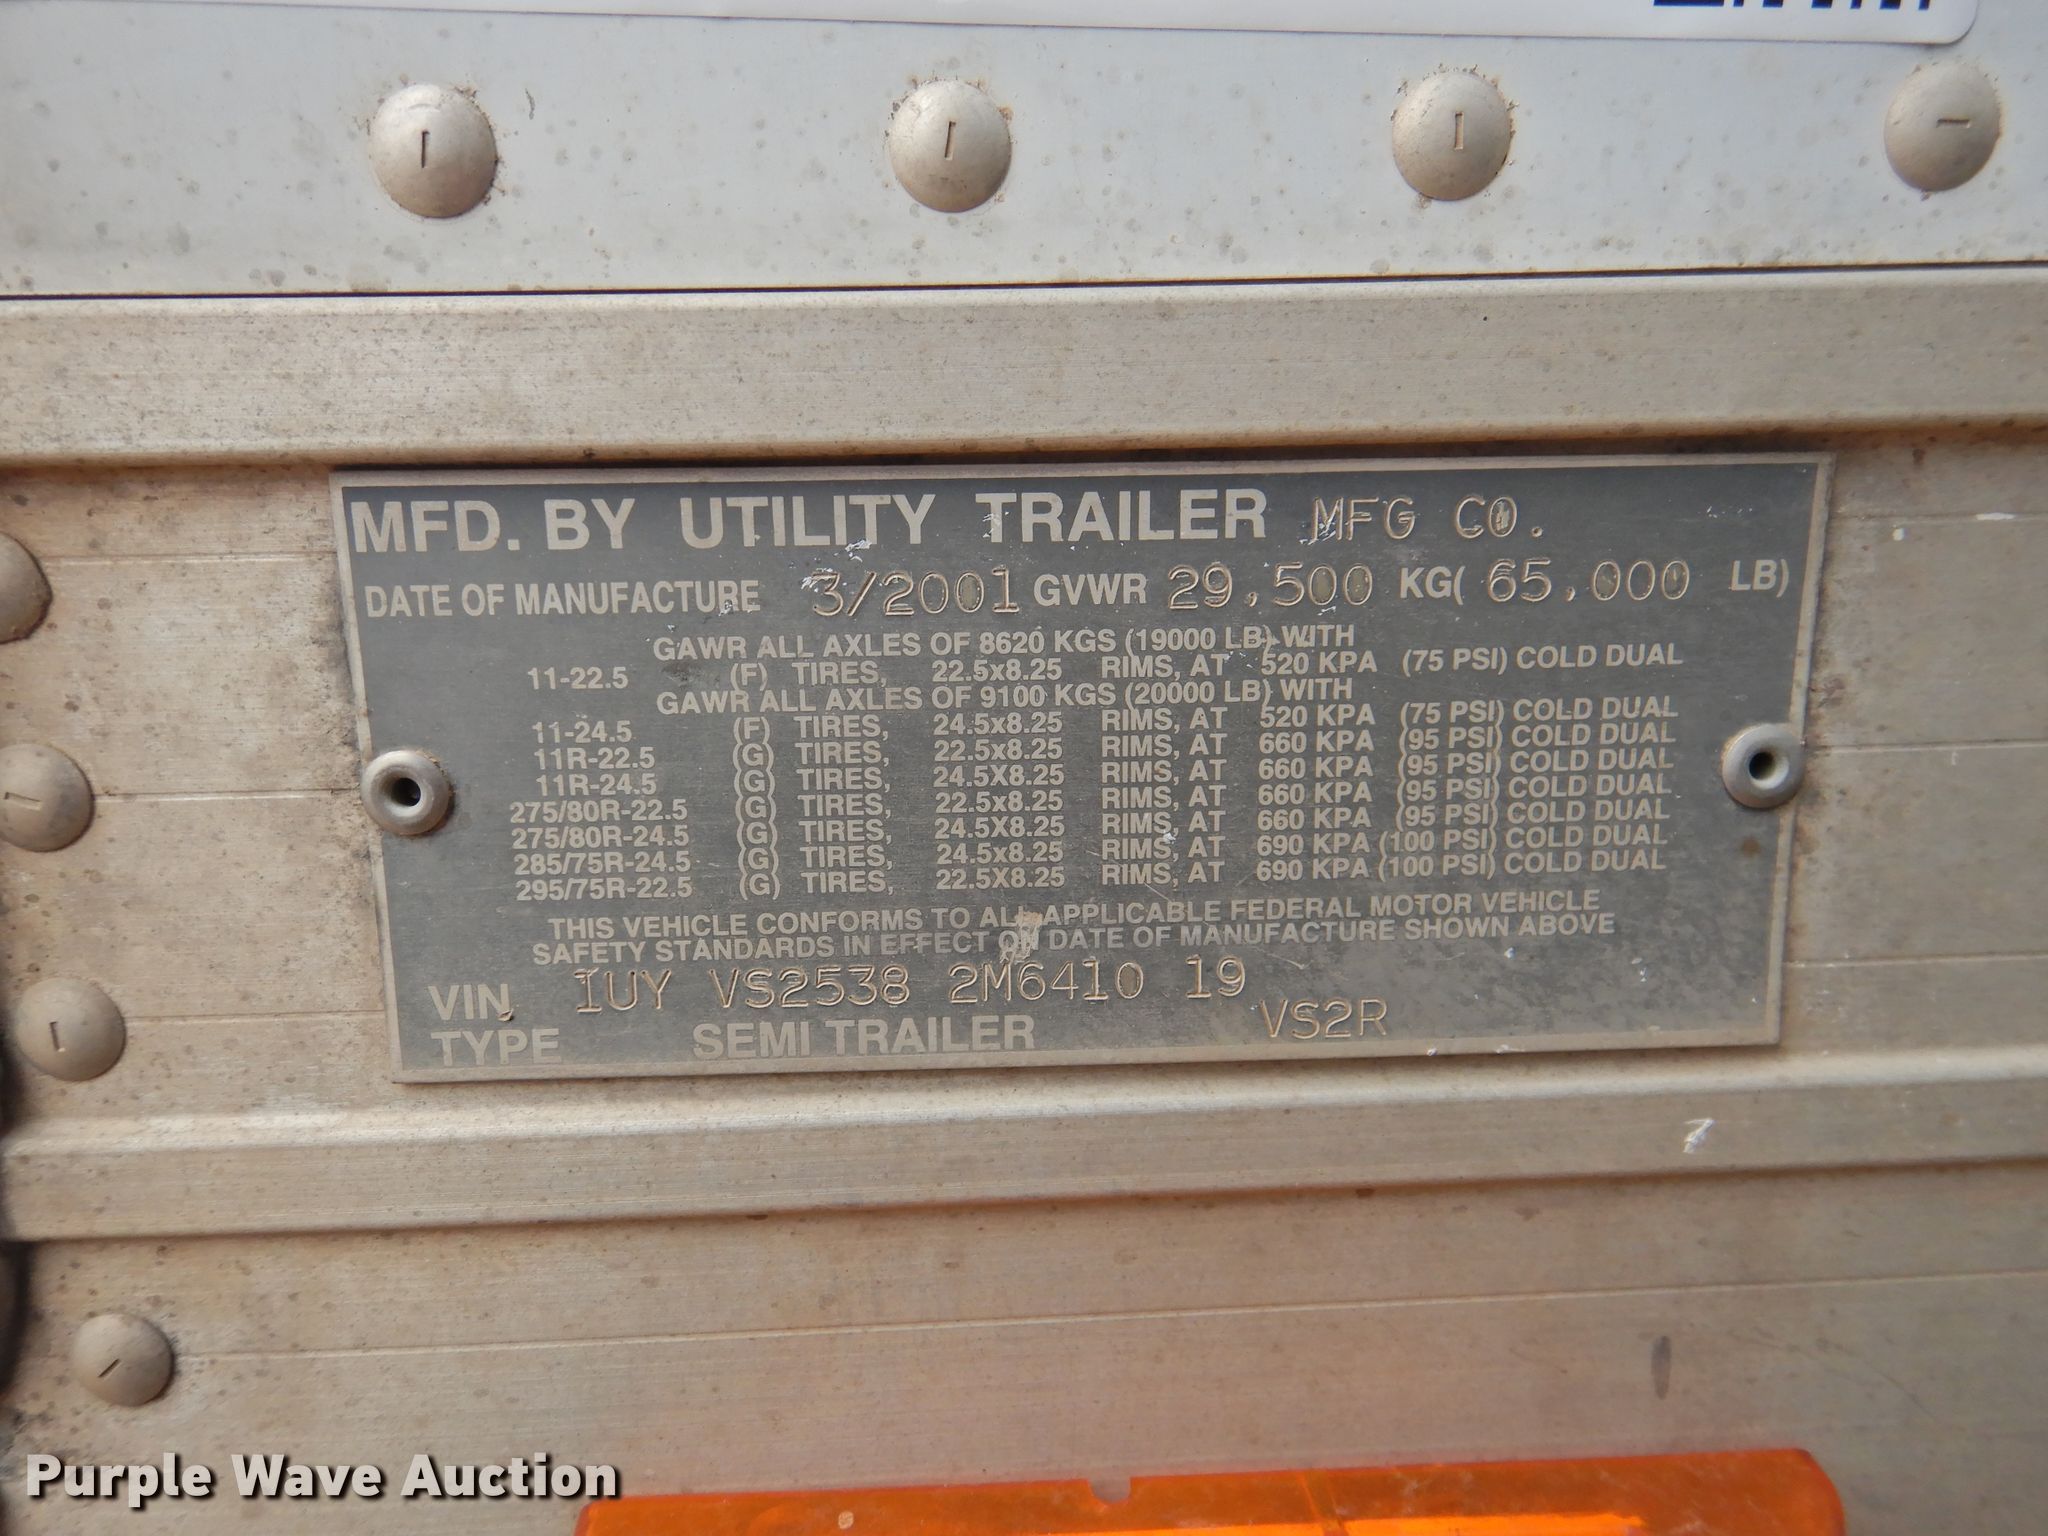 MFD. BY UTILITY TRAILER MFG CO.
DATE OF MANUFACTURE 3/2001 GVWR 29,500 KG( 65,000 LB)
GAWR ALL AXLES OF 8620 KGS (19000 LB) WITH
11-22.5 (F) TIRES, 22.5x8.25 RIMS, AT 520 KPA (75 PSI) COLD DUAL
GAWR ALL AXLES OF 9100 KGS (20000 LB) WITH
11-24.5 (F) TIRES, 24.5x8.25 RIMS, AT 520 KPA (75 PSI) COLD DUAL
11R-22.5 (G) TIRES, 22.5x8.25 RIMS, AT 660 KPA (95 PSI) COLD DUAL
11R-24.5 (G) TIRES, 24.5X8.25 RIMS, AT 660 KPA (95 PSI) COLD DUAL
275/80R-22.5 (G) TIRES, 22.5x8.25 RIMS, AT 660 KPA (95 PSI) COLD DUAL
275/80R-24.5 (G) TIRES, 24.5X8.25 RIMS, AT 660 KPA (95 PSI) COLD DUAL
285/75R-24.5 (G) TIRES, 24.5x8.25 RIMS, AT 690 KPA (100 PSI) COLD DUAL
295/75R-22.5 (G) TIRES, 22.5X8.25 RIMS, AT 690 KPA (100 PSI) COLD DUAL
THIS VEHICLE CONFORMS TO ALL APPLICABLE FEDERAL MOTOR VEHICLE
SAFETY STANDARDS IN EFFECT ON DATE OF MANUFACTURE SHOWN ABOVE
VIN 1UY VS2538 2M6410 19
TYPE SEMI TRAILER VS2R
Purple Wave Auction